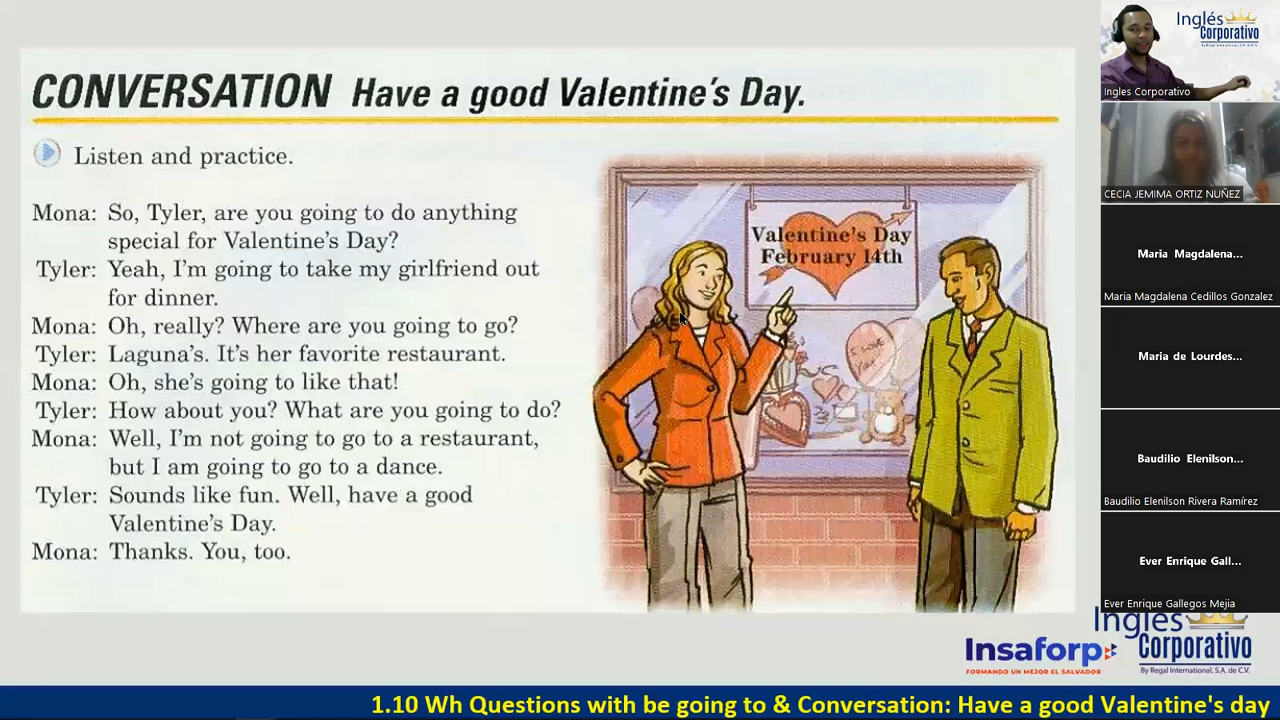 CONVERSATION Have a good Valentine's Day.
Listen and practice.
Mona: So, Tyler, are you going to do anything
special for Valentine's Day?
Tyler: Yeah, I'm going to take my girlfriend out
for dinner.
Mona: Oh, really? Where are you going to go?
Tyler: Laguna's. It's her favorite restaurant.
Mona: Oh, she's going to like that!
Tyler: How about you? What are you going to do?
Mona: Well, I'm not going to go to a restaurant,
but I am going to go to a dance.
Tyler: Sounds like fun. Well, have a good
Valentine's Day.
Mona: Thanks. You, too.
Valentine's Day
February 14th
I LOVE
You
Inglés
Corporativo
Ingles Corporativo
CECIA JEMIMA ORTIZ NUÑEZ
Maria Magdalena...
Maria Magdalena Cedillos Gonzalez
Maria de Lourdes...
Baudilio Elenilson...
Baudilio Elenilson Rivera Ramírez
Ever Enrique Gall...
Ever Enrique Gallegos Mejia
Insaforp
FORMANDO UN MEJOR EL SALVADOR
Inglés
Corporativo
By Regal International, S.A. de C.V.
1.10 Wh Questions with be going to & Conversation: Have a good Valentine's day